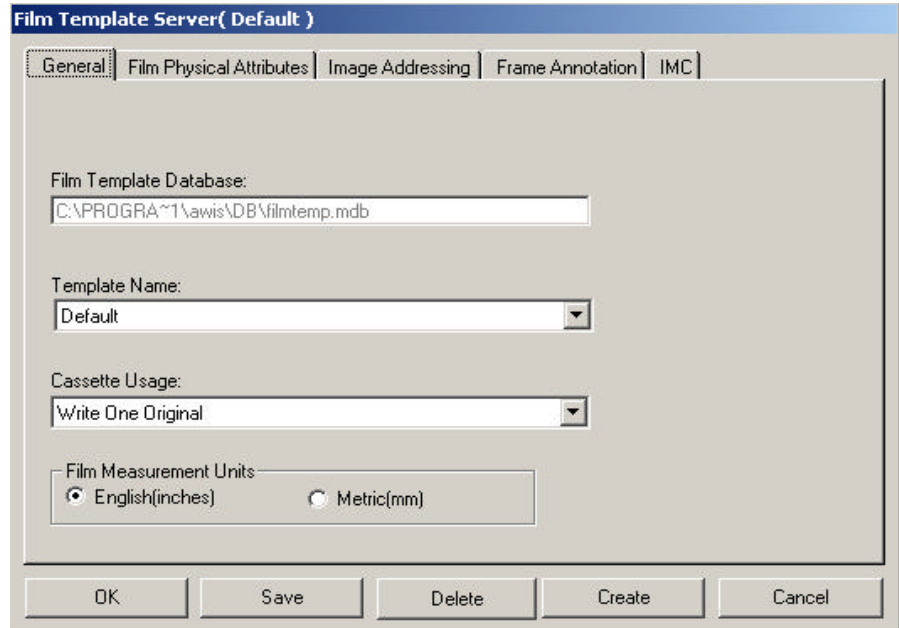 Film Template Server( Default )
General Film Physical Attributes Image Addressing Frame Annotation IMC
Film Template Database:
C:\PROGRA~1\awis\DB\filmtemp.mdb
Template Name:
Default
Cassette Usage:
Write One Original
Film Measurement Units
English(inches) Metric(mm)
OK Save Delete Create Cancel